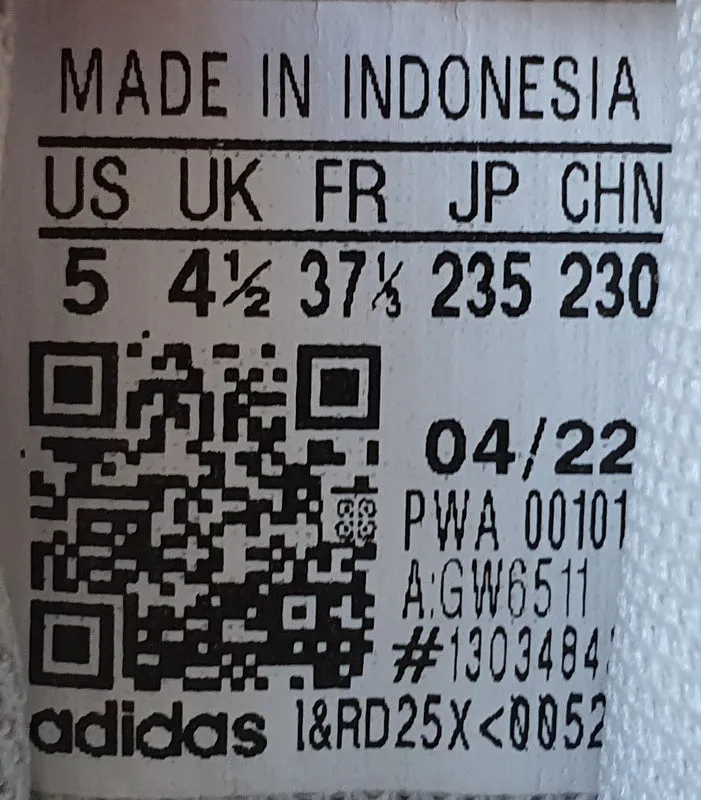 MADE IN INDONESIA
US UK FR JP CHN
5 4½ 37⅓ 235 230
04/22
PWA 00101
A:GW6511
#1303484
adidas I&RD25X<0052